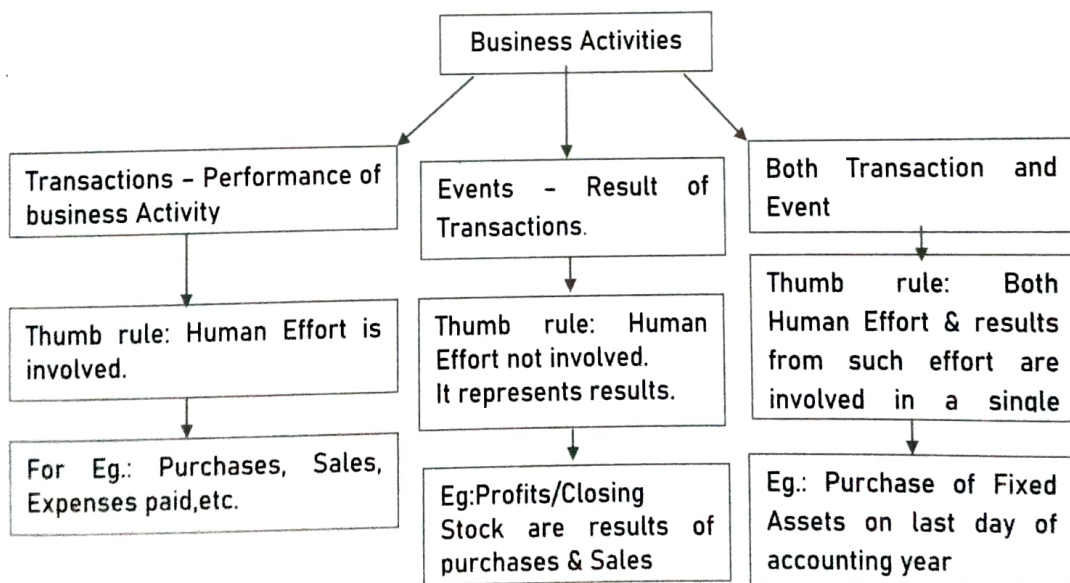 Business Activities
Transactions – Performance of
business Activity
Events – Result of
Transactions.
Both Transaction and
Event
Thumb rule: Human Effort is
involved.
Thumb rule: Human
Effort not involved.
It represents results.
Thumb rule: Both
Human Effort & results
from such effort are
involved in a single
For Eg.: Purchases, Sales,
Expenses paid,etc.
Eg:Profits/Closing
Stock are results of
purchases & Sales
Eg.: Purchase of Fixed
Assets on last day of
accounting year